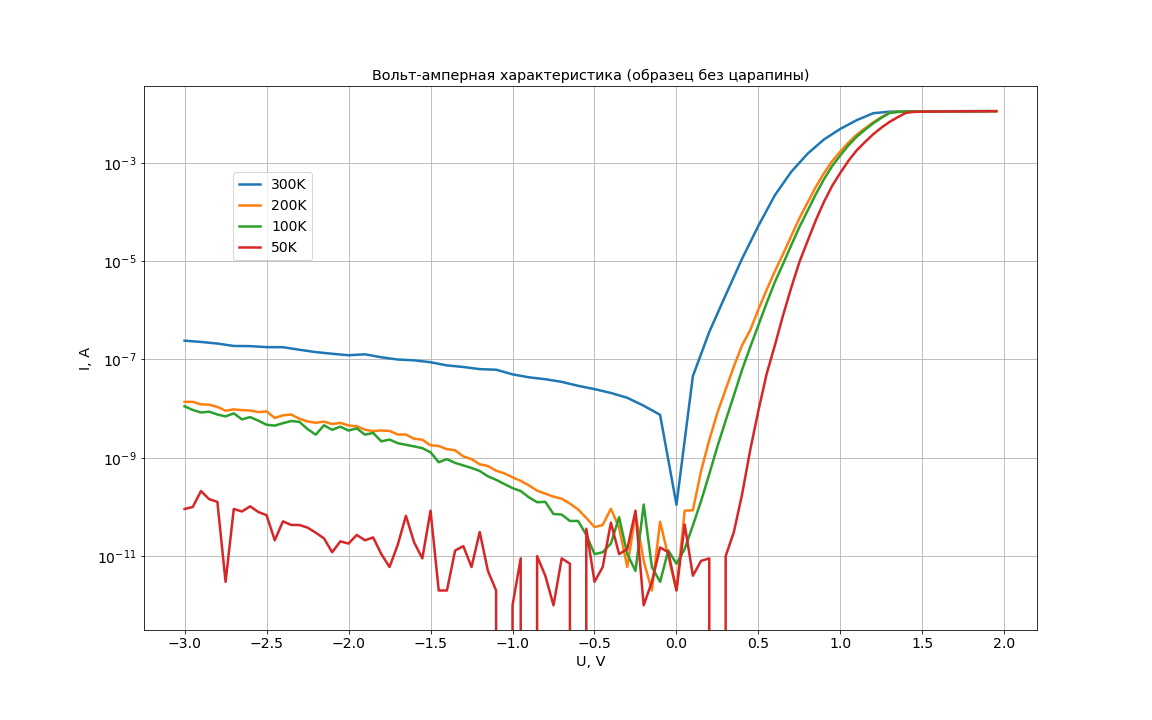 Вольт-амперная характеристика (образец без царапины)
I, A
10⁻³
10⁻⁵
10⁻⁷
10⁻⁹
10⁻¹¹
300K
200K
100K
50K
−3.0 −2.5 −2.0 −1.5 −1.0 −0.5 0.0 0.5 1.0 1.5 2.0
U, V